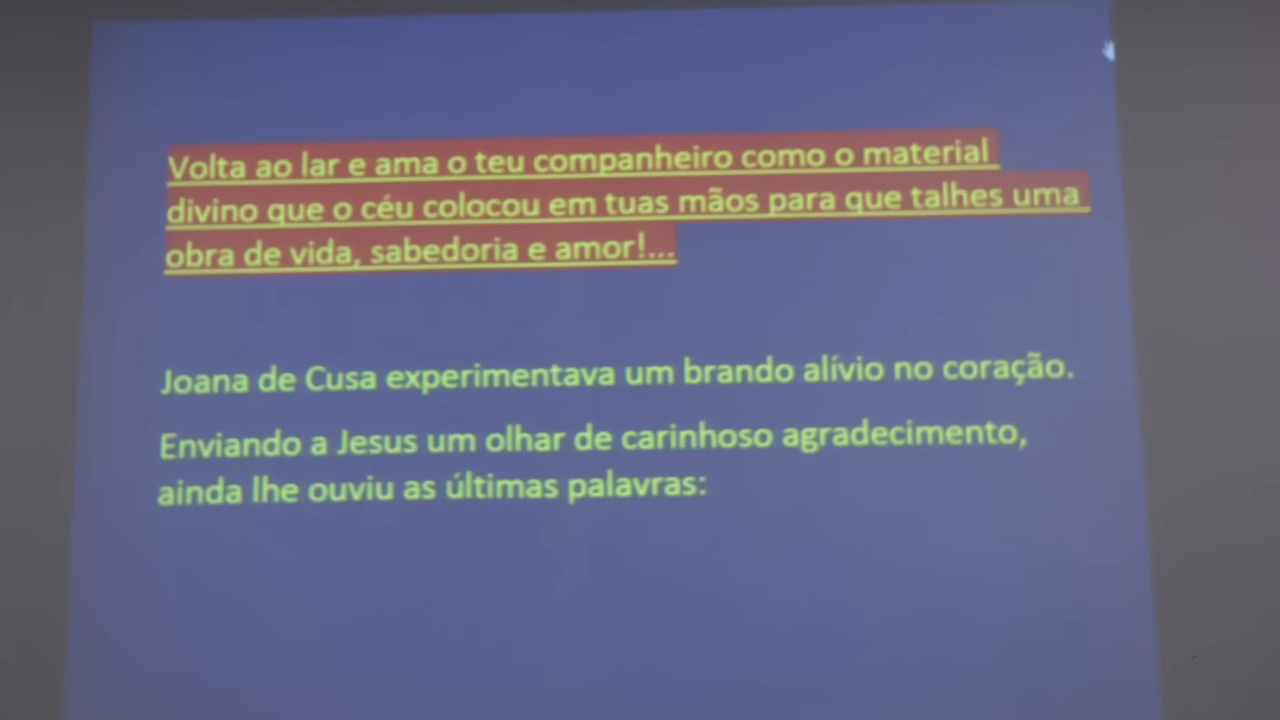 Volta ao lar e ama o teu companheiro como o material
divino que o céu colocou em tuas mãos para que talhes uma
obra de vida, sabedoria e amor!...
Joana de Cusa experimentava um brando alívio no coração.
Enviando a Jesus um olhar de carinhoso agradecimento,
ainda lhe ouviu as últimas palavras: